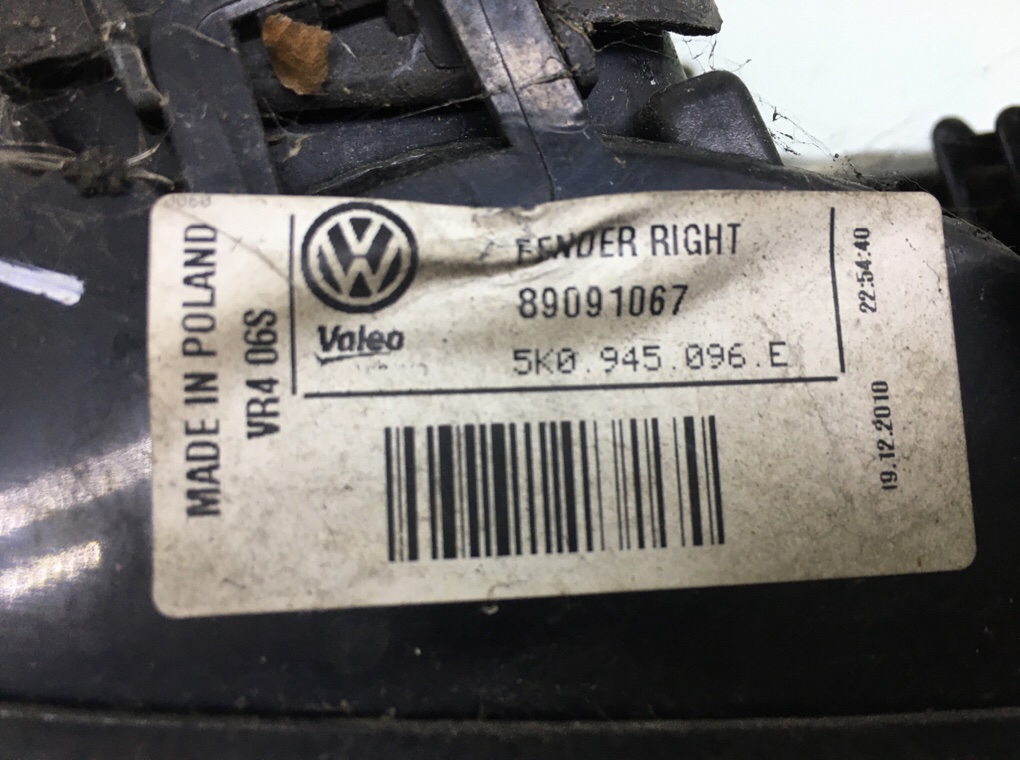 MADE IN POLAND
VR4 06S
VW
Valeo
FENDER RIGHT
89091067
5K0.945.096.E
22:54:40
19.12.2010